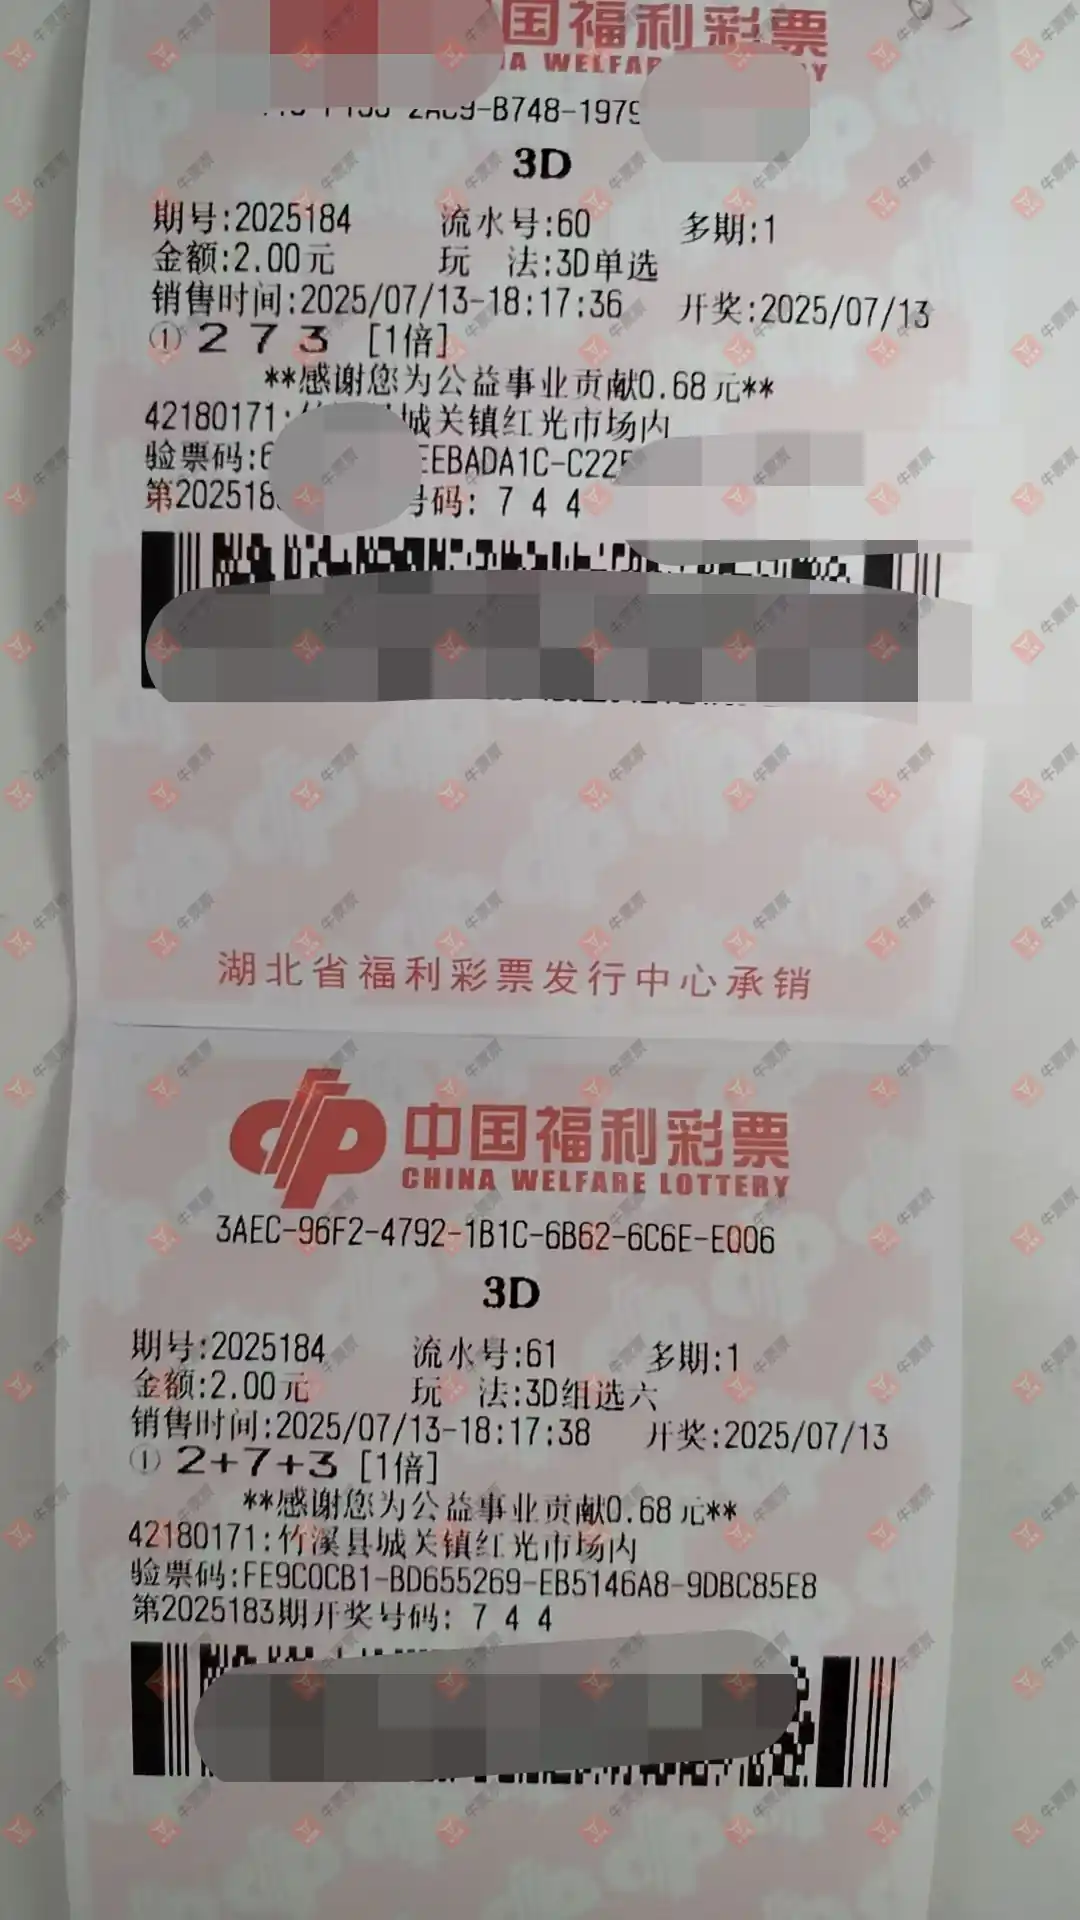 国福利彩票
2AC9-B748-1979
3D
期号:2025184 流水号:60 多期:1
金额:2.00元 玩 法:3D单选
销售时间:2025/07/13-18:17:36 开奖:2025/07/13
① 2 7 3 [1倍]
**感谢您为公益事业贡献0.68元**
42180171: 城关镇红光市场内
验票码: EEBADA1C-C22
第202518 号码: 7 4 4
湖北省福利彩票发行中心承销
中国福利彩票
CHINA WELFARE LOTTERY
3AEC-96F2-4792-1B1C-6B62-6C6E-E006
3D
期号:2025184 流水号:61 多期:1
金额:2.00元 玩 法:3D组选六
销售时间:2025/07/13-18:17:38 开奖:2025/07/13
① 2+7+3 [1倍]
**感谢您为公益事业贡献0.68元**
42180171:竹溪县城关镇红光市场内
验票码:FE9C0CB1-BD655269-EB5146A8-9DBC85E8
第2025183期开奖号码: 7 4 4
牛票票